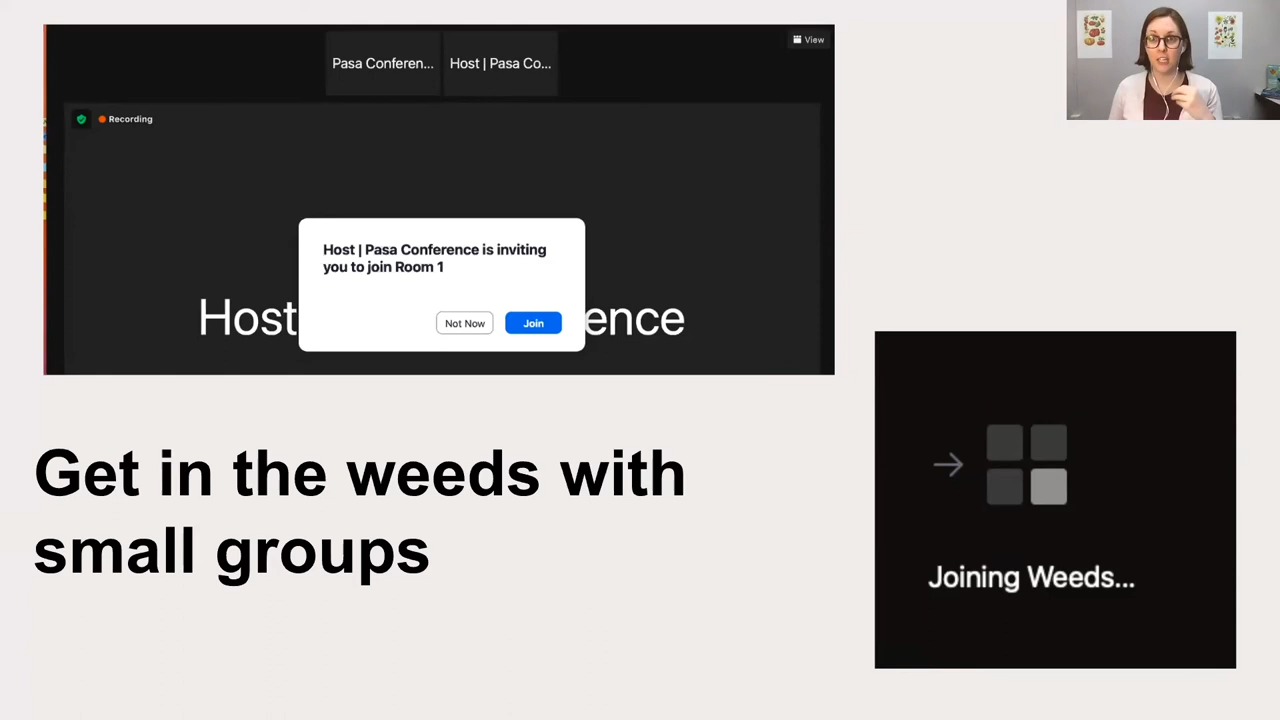 Pasa Conferen...
Host | Pasa Co...
View
Recording
Host | Pasa Conference is inviting
you to join Room 1
Not Now
Join
Host
ence
Get in the weeds with
small groups
Joining Weeds...